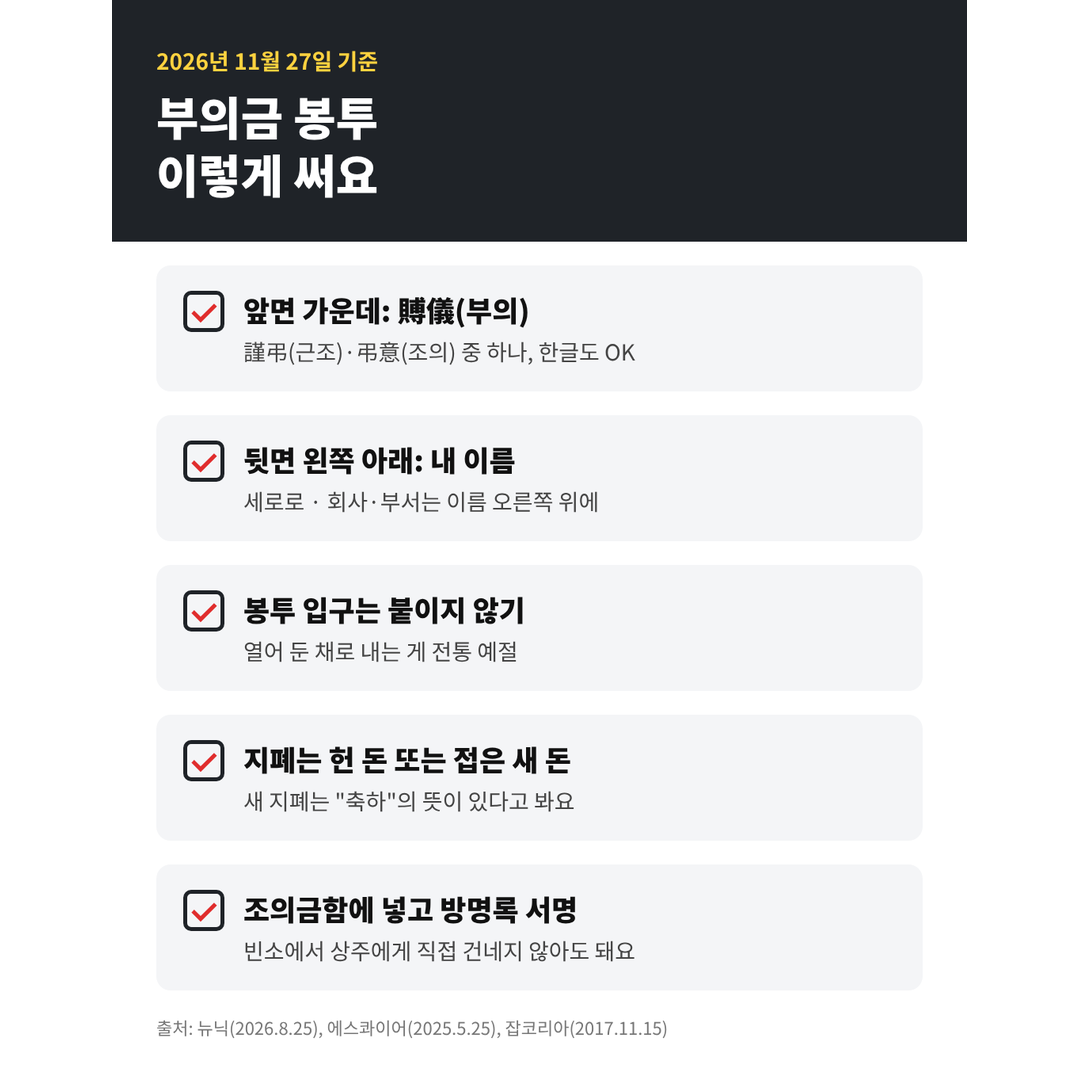 2026년 11월 27일 기준
부의금 봉투
이렇게 써요
앞면 가운데: 賻儀(부의)
謹弔(근조)·弔意(조의) 중 하나, 한글도 OK
뒷면 왼쪽 아래: 내 이름
세로로 · 회사·부서는 이름 오른쪽 위에
봉투 입구는 붙이지 않기
열어 둔 채로 내는 게 전통 예절
지폐는 헌 돈 또는 접은 새 돈
새 지폐는 "축하"의 뜻이 있다고 봐요
조의금함에 넣고 방명록 서명
빈소에서 상주에게 직접 건네지 않아도 돼요
출처: 뉴닉(2026.8.25), 에스콰이어(2025.5.25), 잡코리아(2017.11.15)